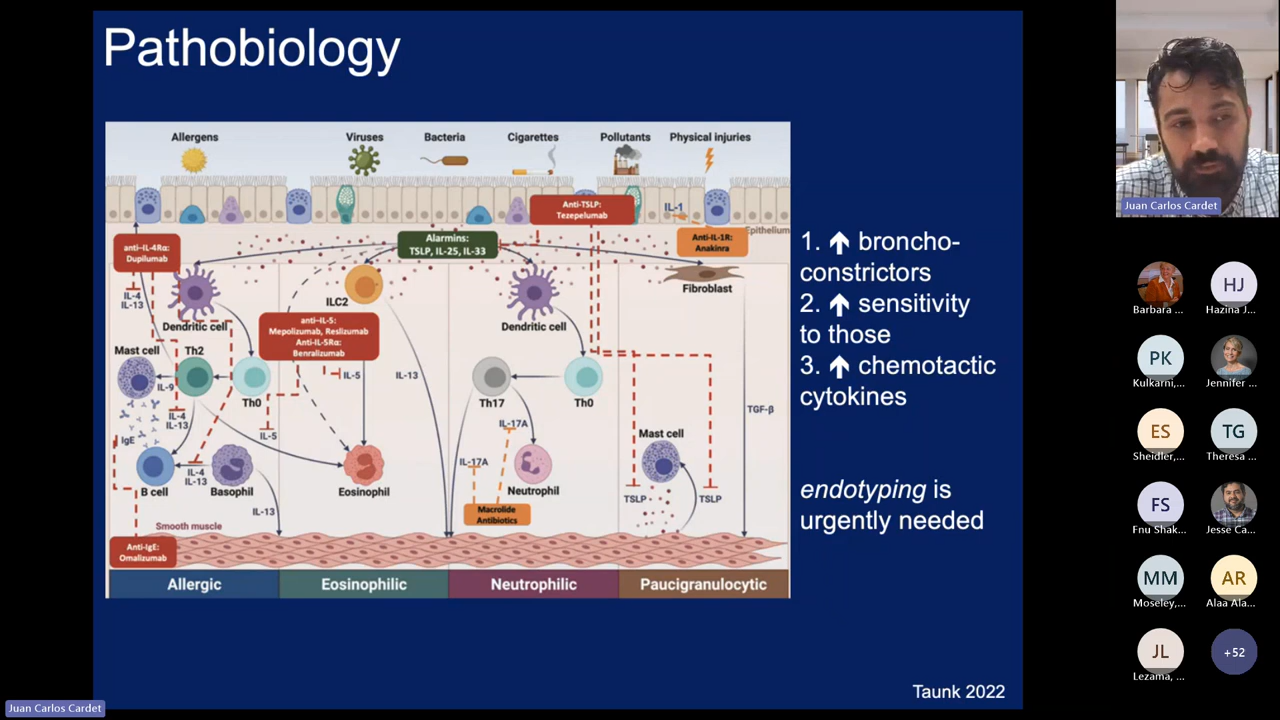 Pathobiology
Allergens
Viruses
Bacteria
Cigarettes
Pollutants
Physical injuries
Anti-TSLP:
Tezepelumab
IL-1
Epithelium
anti–IL-4Rα:
Dupilumab
Alarmins:
TSLP, IL-25, IL-33
Anti-IL-1R:
Anakinra
IL-4
IL-13
ILC2
Fibroblast
Dendritic cell
anti–IL-5:
Mepolizumab, Reslizumab
Anti-IL-5Rα:
Benralizumab
Dendritic cell
Mast cell
Th2
IL-5
IL-13
IL-9
Th0
Th17
Th0
IL-4
IL-13
TGF-β
IgE
IL-5
IL-17A
Mast cell
IL-4
IL-13
IL-17A
B cell
Basophil
Eosinophil
Neutrophil
TSLP
TSLP
IL-13
Macrolide
Antibiotics
Smooth muscle
Anti-IgE:
Omalizumab
Allergic
Eosinophilic
Neutrophilic
Paucigranulocytic
1. ⬆ broncho-
constrictors
2. ⬆ sensitivity
to those
3. ⬆ chemotactic
cytokines
endotyping is
urgently needed
Taunk 2022
Juan Carlos Cardet
Juan Carlos Cardet
Barbara ...
HJ
Hazina J...
PK
Kulkarni,...
Jennifer ...
ES
Sheidler,...
TG
Theresa ...
FS
Fnu Shak...
Jesse Ca...
MM
Moseley,...
AR
Alaa Ala...
JL
Lezama, ...
+52